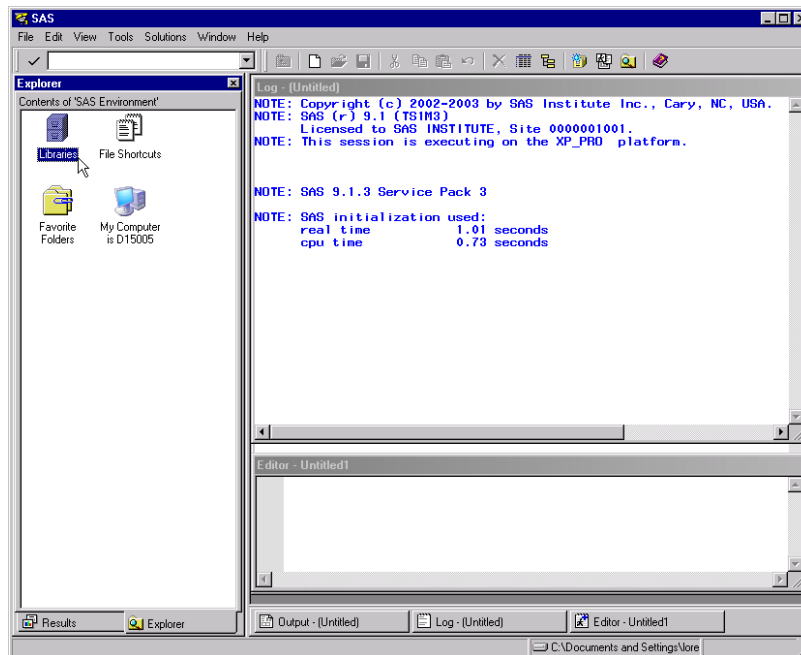 SAS
File Edit View Tools Solutions Window Help
Explorer
Contents of 'SAS Environment'
Libraries
File Shortcuts
Favorite
Folders
My Computer
is D15005
Log - (Untitled)
NOTE: Copyright (c) 2002-2003 by SAS Institute Inc., Cary, NC, USA.
NOTE: SAS (r) 9.1 (TS1M3)
Licensed to SAS INSTITUTE, Site 0000001001.
NOTE: This session is executing on the XP_PRO platform.
NOTE: SAS 9.1.3 Service Pack 3
NOTE: SAS initialization used:
real time 1.01 seconds
cpu time 0.73 seconds
Editor - Untitled1
Results
Explorer
Output - (Untitled)
Log - (Untitled)
Editor - Untitled1
C:\Documents and Settings\lore